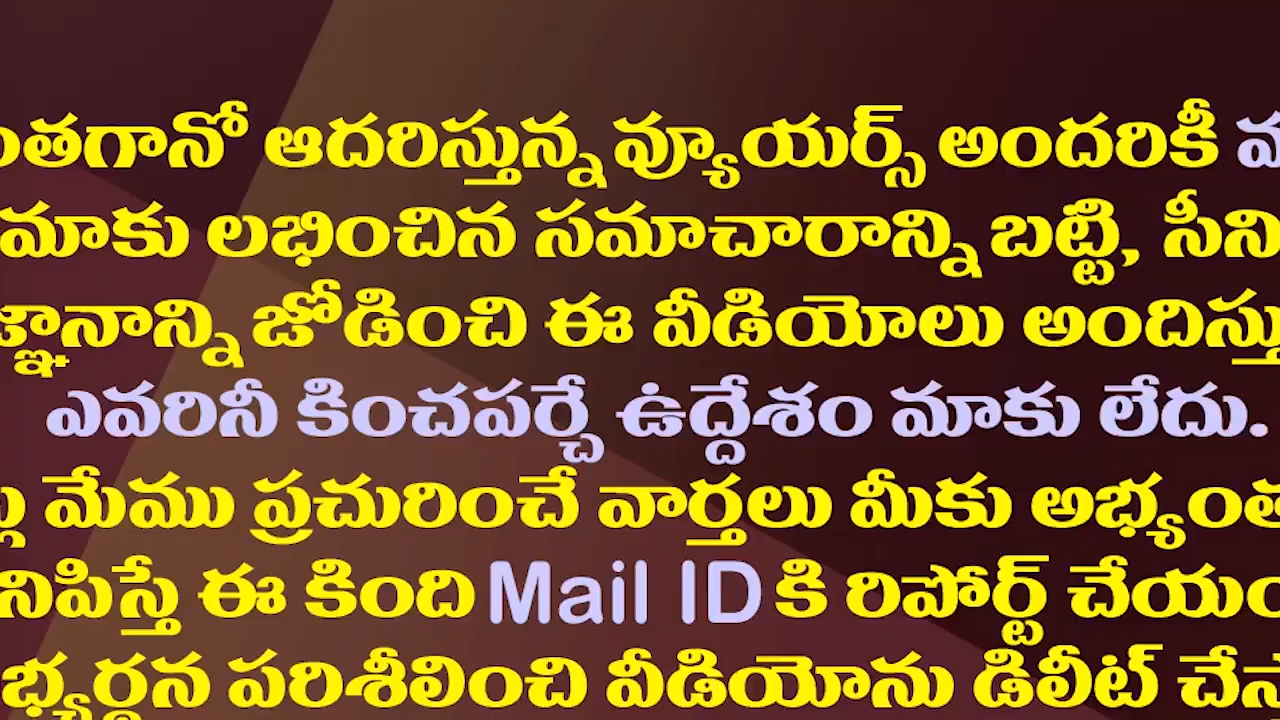 ంతగానో ఆదరిస్తున్న వ్యూయర్స్ అందరికీ
మాకు లభించిన సమాచారాన్ని బట్టి, సీని
జ్ఞానాన్ని జోడించి ఈ వీడియోలు అందిస్తు
ఎవరినీ కించపర్చే ఉద్దేశం మాకు లేదు.
మేము ప్రచురించే వార్తలు మీకు అభ్యంత
నిపిస్తే ఈ కింది Mail ID కి రిపోర్ట్ చేయం
భ్యర్ధన పరిశీలించి వీడియోను డిలీట్ చేస